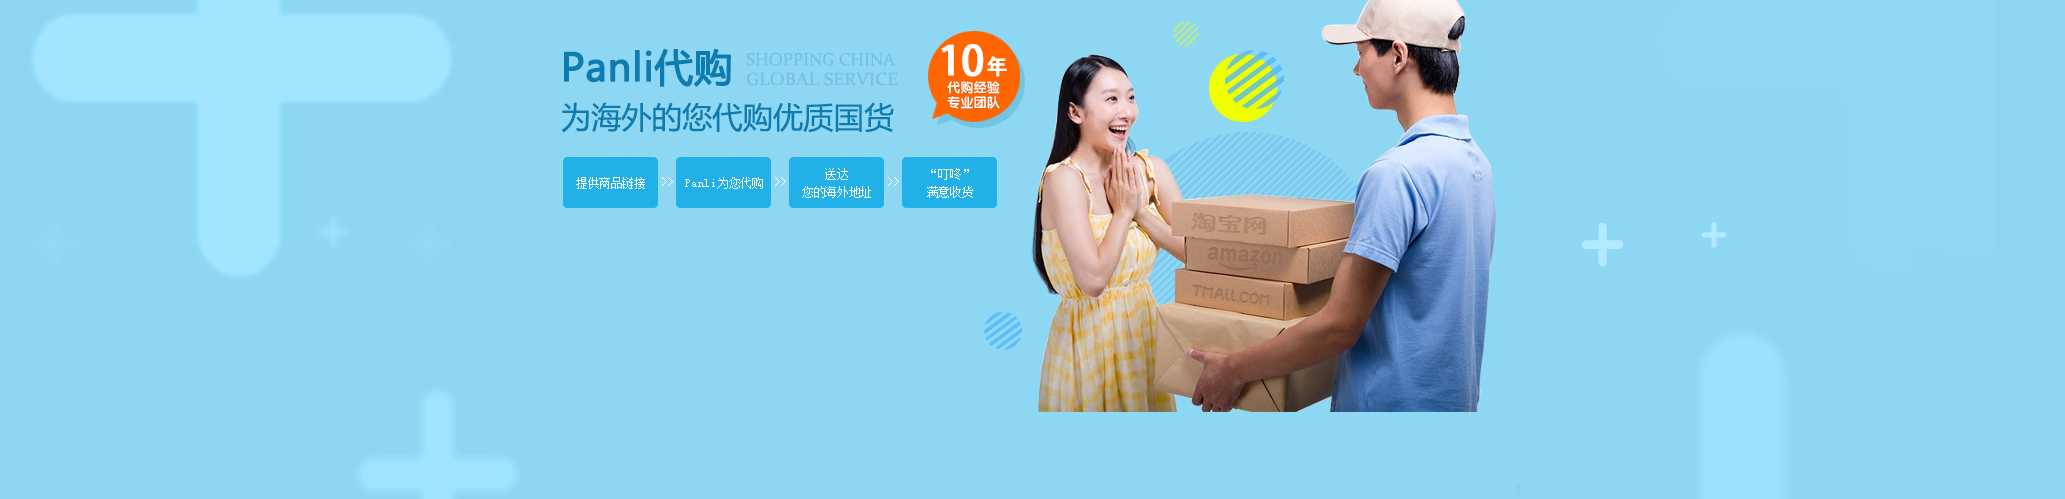 Panli代购
SHOPPING CHINA
GLOBAL SERVICE
为海外的您代购优质国货
10年
代购经验
专业团队
提供商品链接
Panli为您代购
送达
您的海外地址
“叮咚”
满意收货
淘宝网
amazon
TMALL.COM